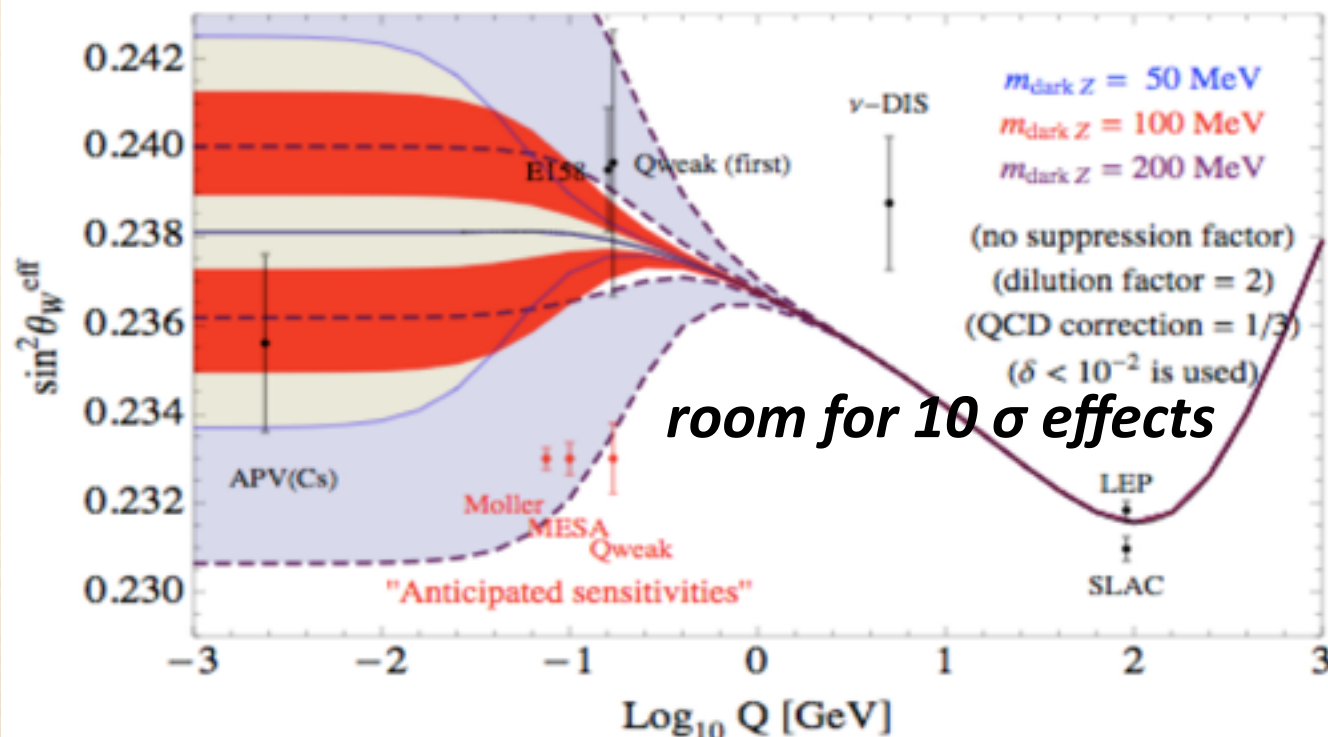 0.242
0.240
0.238
0.236
0.234
0.232
0.230
sin²θ_W^eff
m_dark Z = 50 MeV
m_dark Z = 100 MeV
m_dark Z = 200 MeV
ν−DIS
E158
Qweak (first)
(no suppression factor)
(dilution factor = 2)
(QCD correction = 1/3)
(δ < 10⁻² is used)
room for 10 σ effects
APV(Cs)
Moller
MESA
Qweak
"Anticipated sensitivities"
LEP
SLAC
−3 −2 −1 0 1 2 3
Log₁₀ Q [GeV]